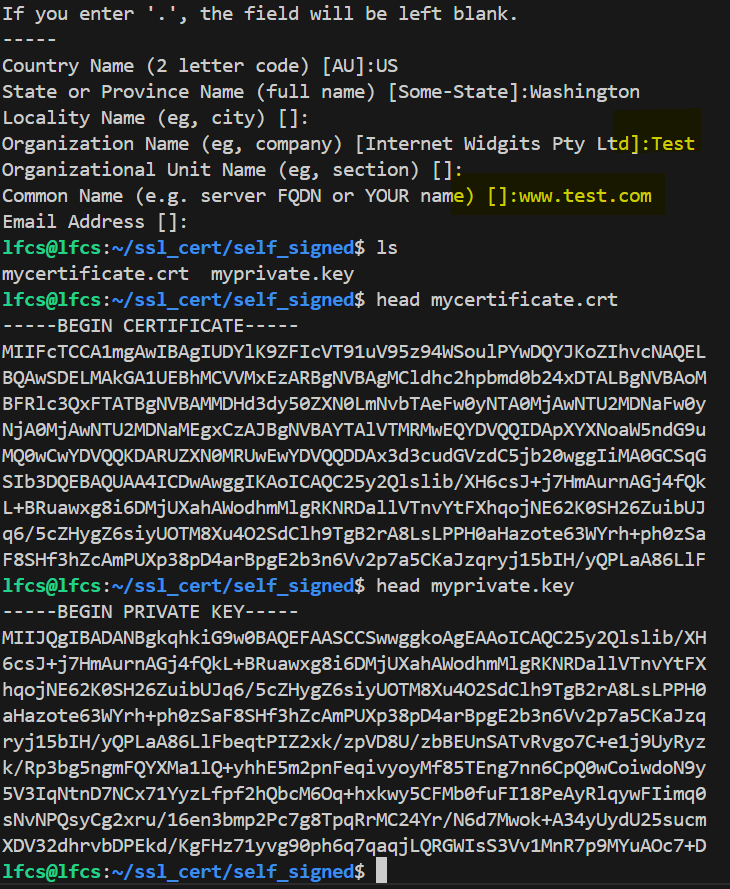 If you enter '.', the field will be left blank.
-----
Country Name (2 letter code) [AU]:US
State or Province Name (full name) [Some-State]:Washington
Locality Name (eg, city) []:
Organization Name (eg, company) [Internet Widgits Pty Ltd]:Test
Organizational Unit Name (eg, section) []:
Common Name (e.g. server FQDN or YOUR name) []:www.test.com
Email Address []:
lfcs@lfcs:~/ssl_cert/self_signed$ ls
mycertificate.crt  myprivate.key
lfcs@lfcs:~/ssl_cert/self_signed$ head mycertificate.crt
-----BEGIN CERTIFICATE-----
MIIFcTCCA1mgAwIBAgIUDYlK9ZFIcVT91uV95z94WSoulPYwDQYJKoZIhvcNAQEL
BQAwSDELMAkGA1UEBhMCVVMxEzARBgNVBAgMCldhc2hpbmd0b24xDTALBgNVBAoM
BFRlc3QxFTATBgNVBAMMDHd3dy50ZXN0LmNvbTAeFw0yNTA0MjAwNTU2MDNaFw0y
NjA0MjAwNTU2MDNaMEgxCzAJBgNVBAYTAlVTMRMwEQYDVQQIDApXYXNoaW5ndG9u
MQ0wCwYDVQQKDARUZXN0MRUwEwYDVQQDDAx3d3cudGVzdC5jb20wggIiMA0GCSqG
SIb3DQEBAQUAA4ICDwAwggIKAoICAQC25y2Qlslib/XH6csJ+j7HmAurnAGj4fQk
L+BRuawxg8i6DMjUXahAWodhmMlgRKNRDallVTnvYtFXhqojNE62K0SH26ZuibUJ
q6/5cZHygZ6siyUOTM8Xu4O2SdClh9TgB2rA8LsLPPH0aHazote63WYrh+ph0zSa
F8SHf3hZcAmPUXp38pD4arBpgE2b3n6Vv2p7a5CKaJzqryj15bIH/yQPLaA86LlF
lfcs@lfcs:~/ssl_cert/self_signed$ head myprivate.key
-----BEGIN PRIVATE KEY-----
MIIJQgIBADANBgkqhkiG9w0BAQEFAASCCSwwggkoAgEAAoICAQC25y2Qlslib/XH
6csJ+j7HmAurnAGj4fQkL+BRuawxg8i6DMjUXahAWodhmMlgRKNRDallVTnvYtFX
hqojNE62K0SH26ZuibUJq6/5cZHygZ6siyUOTM8Xu4O2SdClh9TgB2rA8LsLPPH0
aHazote63WYrh+ph0zSaF8SHf3hZcAmPUXp38pD4arBpgE2b3n6Vv2p7a5CKaJzq
ryj15bIH/yQPLaA86LlFbeqtPIZ2xk/zpVD8U/zbBEUnSATvRvgo7C+e1j9UyRyz
k/Rp3bg5ngmFQYXMa1lQ+yhhE5m2pnFeqivyoyMf85TEng7nn6CpQ0wCoiwdoN9y
5V3IqNtnD7NCx71YyzLfpf2hQbcM6Oq+hxkwy5CFMb0fuFI18PeAyRlqywFIimq0
sNvNPQsyCg2xru/16en3bmp2Pc7g8TpqRrMC24Yr/N6d7Mwok+A34yUydU25sucm
XDV32dhrvbDPEkd/KgFHz71yvg90ph6q7qaqjLQRGWIsS3Vv1MnR7p9MYuAOc7+D
lfcs@lfcs:~/ssl_cert/self_signed$